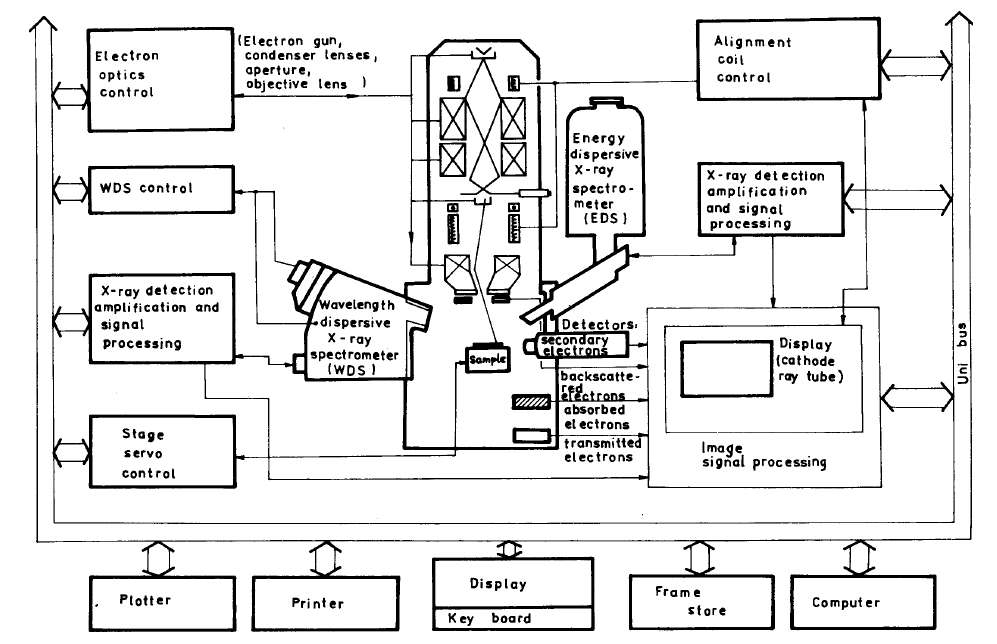 Electron
optics
control
(Electron gun,
condenser lenses,
aperture,
objective lens )
Alignment
coil
control
Energy
dispersive
X-ray
spectro-
meter
(EDS)
WDS control
X-ray detection
amplification
and signal
processing
X-ray detection
amplification and
signal
processing
Wavelength
dispersive
X-ray
spectrometer
(WDS)
Sample
Detectors:
secondary
electrons
backscatte-
red
electrons
absorbed
electrons
transmitted
electrons
Display
(cathode
ray tube)
Image
signal processing
Uni bus
Stage
servo
control
Plotter
Printer
Display
Key board
Frame
store
Computer